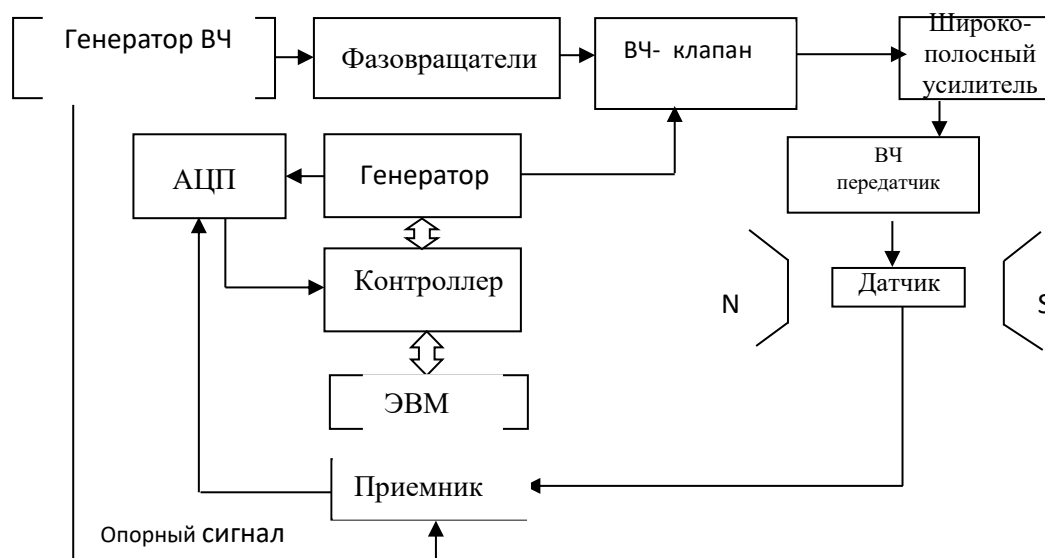 Генератор ВЧ
Фазовращатели
ВЧ- клапан
Широко-
полосный
усилитель
АЦП
Генератор
ВЧ
передатчик
Контроллер
Датчик
N
S
ЭВМ
Приемник
Опорный сигнал